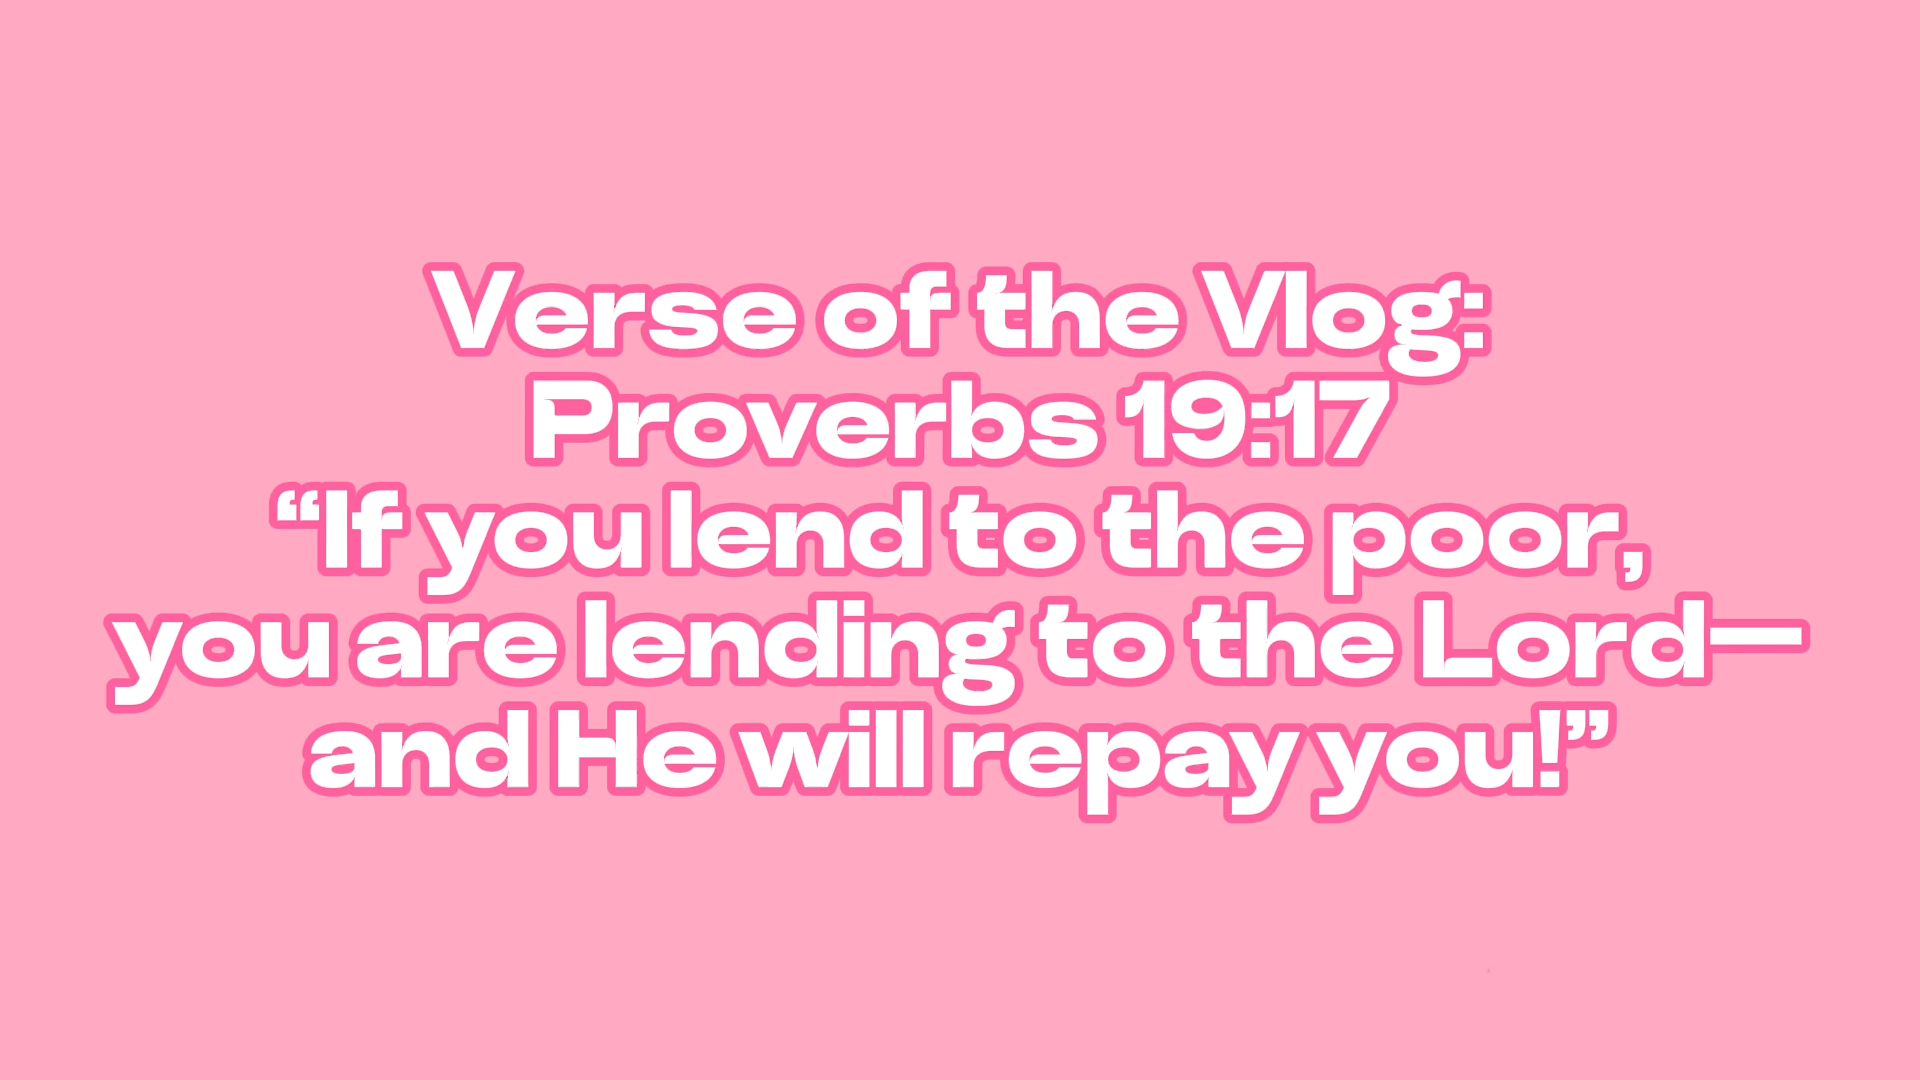 Verse of the Vlog:
Proverbs 19:17
“If you lend to the poor,
you are lending to the Lord—
and He will repay you!”